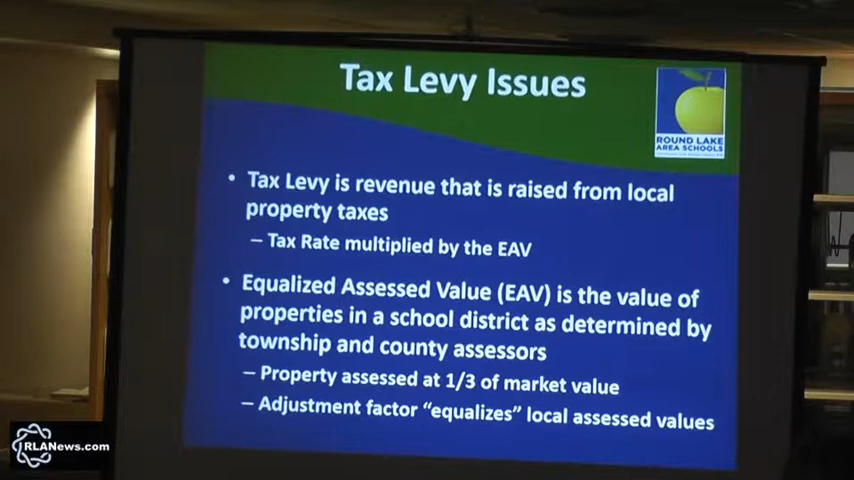 Tax Levy Issues
ROUND LAKE
AREA SCHOOLS
• Tax Levy is revenue that is raised from local
property taxes
– Tax Rate multiplied by the EAV
• Equalized Assessed Value (EAV) is the value of
properties in a school district as determined by
township and county assessors
– Property assessed at 1/3 of market value
– Adjustment factor “equalizes” local assessed values
RLANews.com